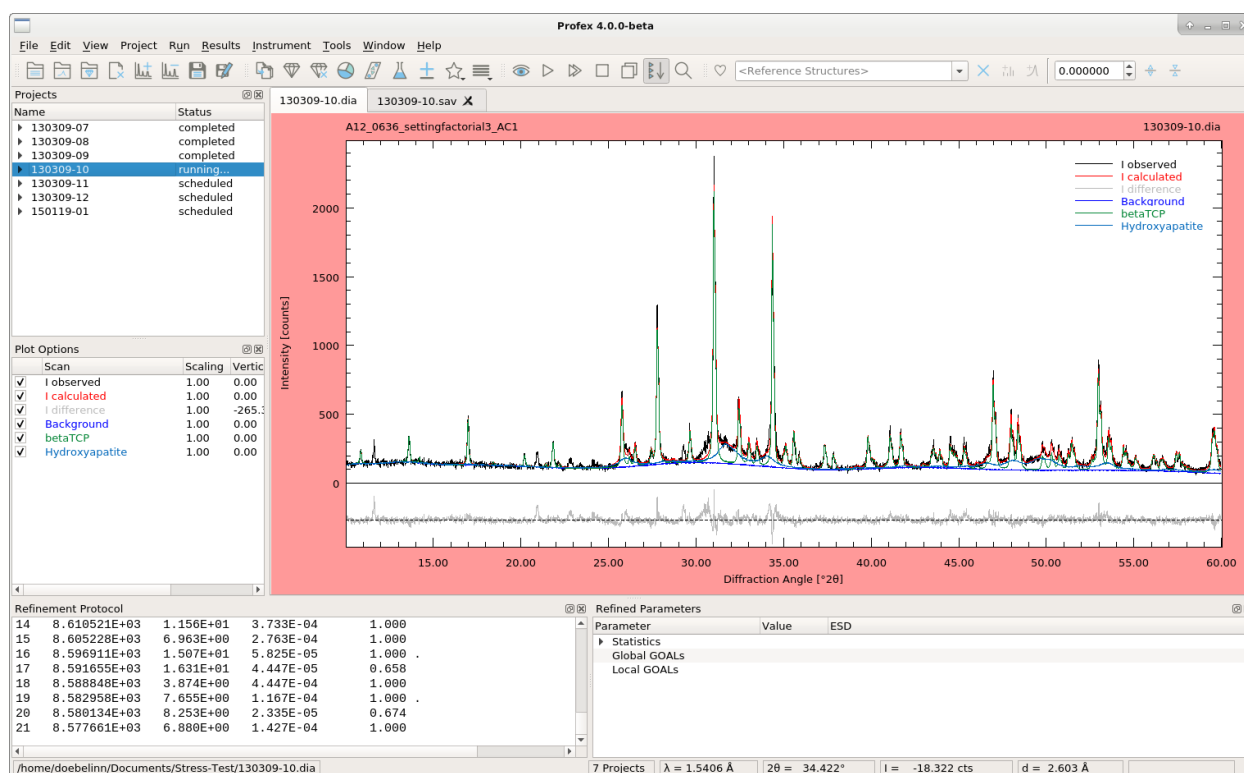 Profex 4.0.0-beta
File Edit View Project Run Results Instrument Tools Window Help
<Reference Structures>
0.000000
Projects
Name Status
130309-07 completed
130309-08 completed
130309-09 completed
130309-10 running...
130309-11 scheduled
130309-12 scheduled
150119-01 scheduled
Plot Options
Scan Scaling Vertic
I observed 1.00 0.00
I calculated 1.00 0.00
I difference 1.00 -265.3
Background 1.00 0.00
betaTCP 1.00 0.00
Hydroxyapatite 1.00 0.00
130309-10.dia 130309-10.sav
A12_0636_settingfactorial3_AC1 130309-10.dia
I observed
I calculated
I difference
Background
betaTCP
Hydroxyapatite
Intensity [counts]
2000
1500
1000
500
0
15.00 20.00 25.00 30.00 35.00 40.00 45.00 50.00 55.00 60.00
Diffraction Angle [°2θ]
Refinement Protocol
14 8.610521E+03 1.156E+01 3.733E-04 1.000
15 8.605228E+03 6.963E+00 2.763E-04 1.000
16 8.596911E+03 1.507E+01 5.825E-05 1.000 .
17 8.591655E+03 1.631E+01 4.447E-05 0.658
18 8.588848E+03 3.874E+00 4.447E-04 1.000
19 8.582958E+03 7.655E+00 1.167E-04 1.000 .
20 8.580134E+03 8.253E+00 2.335E-05 0.674
21 8.577661E+03 6.880E+00 1.427E-04 1.000
Refined Parameters
Parameter Value ESD
Statistics
Global GOALs
Local GOALs
/home/doebelinn/Documents/Stress-Test/130309-10.dia 7 Projects λ = 1.5406 Å 2θ = 34.422° I = -18.322 cts d = 2.603 Å